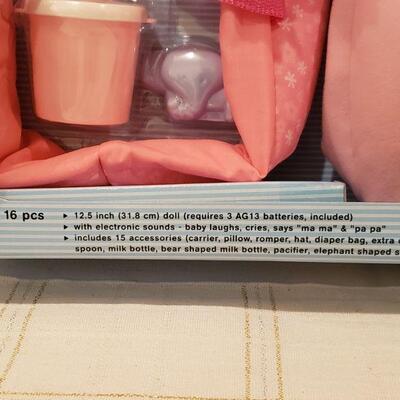 16 pcs ▸ 12.5 inch (31.8 cm) doll (requires 3 AG13 batteries, included)
▸ with electronic sounds - baby laughs, cries, says "ma ma" & "pa pa"
▸ includes 15 accessories (carrier, pillow, romper, hat, diaper bag, extra
spoon, milk bottle, bear shaped milk bottle, pacifier, elephant shaped